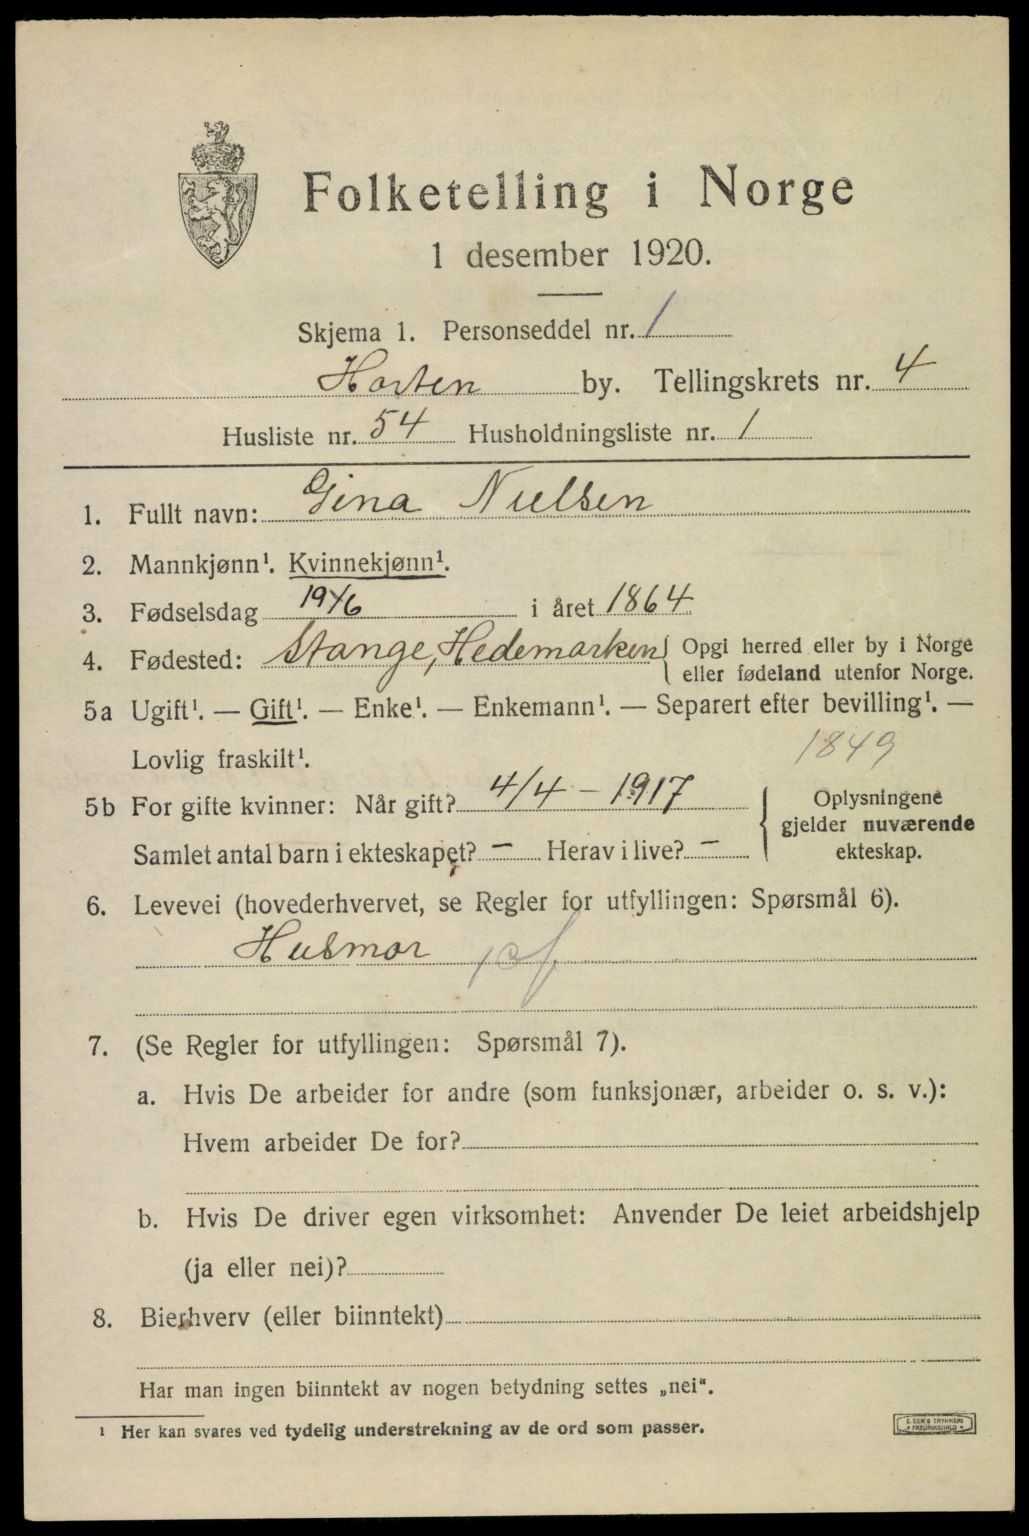 Folketelling i Norge
1 desember 1920.
Skjema 1. Personseddel nr. 1
Horten by. Tellingskrets nr. 4
Husliste nr. 54 Husholdningsliste nr. 1
1. Fullt navn: Gina Nielsen
2. Mannkjønn¹. Kvinnekjønn¹.
3. Fødselsdag 19/6 i året 1864
4. Fødested: Stange, Hedemarken { Opgi herred eller by i Norge
eller fødeland utenfor Norge.
5a Ugift¹. — Gift¹. — Enke¹. — Enkemann¹. — Separert efter bevilling¹. —
Lovlig fraskilt¹. 1849
5b For gifte kvinner: Når gift? 4/4 – 1917 { Oplysningene
gjelder nuværende
Samlet antal barn i ekteskapet? – Herav i live? – ekteskap.
6. Levevei (hovederhvervet, se Regler for utfyllingen: Spørsmål 6).
Husmor
7. (Se Regler for utfyllingen: Spørsmål 7).
a. Hvis De arbeider for andre (som funksjonær, arbeider o. s. v.):
Hvem arbeider De for?
b. Hvis De driver egen virksomhet: Anvender De leiet arbeidshjelp
(ja eller nei)?
8. Bierhverv (eller biinntekt)
Har man ingen biinntekt av nogen betydning settes „nei“.
¹ Her kan svares ved tydelig understrekning av de ord som passer.